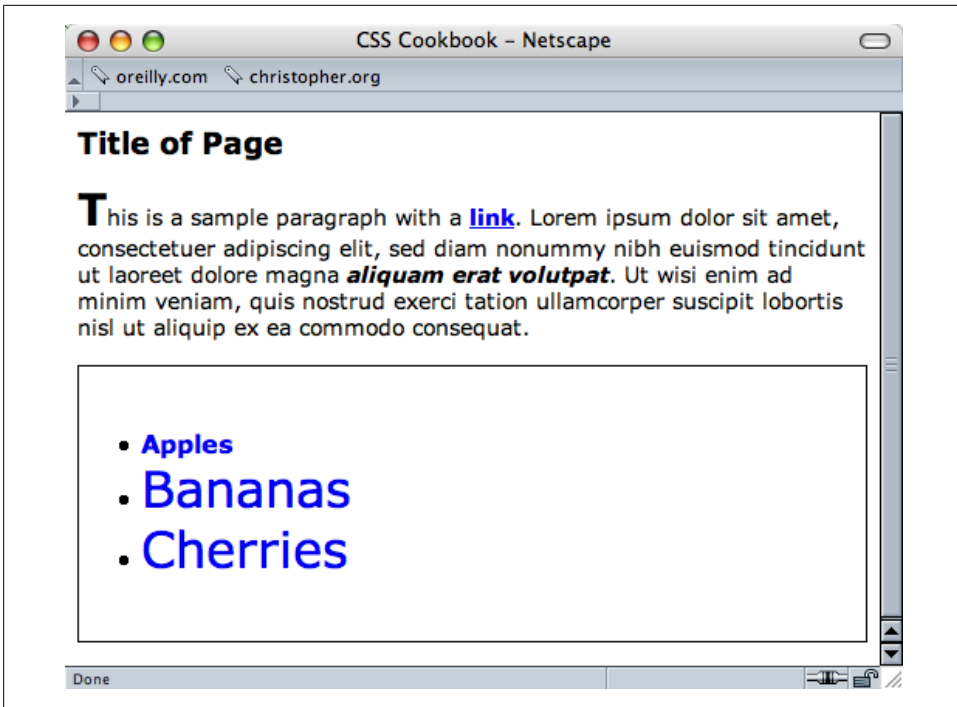 CSS Cookbook – Netscape
oreilly.com christopher.org
Title of Page
This is a sample paragraph with a link. Lorem ipsum dolor sit amet,
consectetuer adipiscing elit, sed diam nonummy nibh euismod tincidunt
ut laoreet dolore magna aliquam erat volutpat. Ut wisi enim ad
minim veniam, quis nostrud exerci tation ullamcorper suscipit lobortis
nisl ut aliquip ex ea commodo consequat.
• Apples
• Bananas
• Cherries
Done